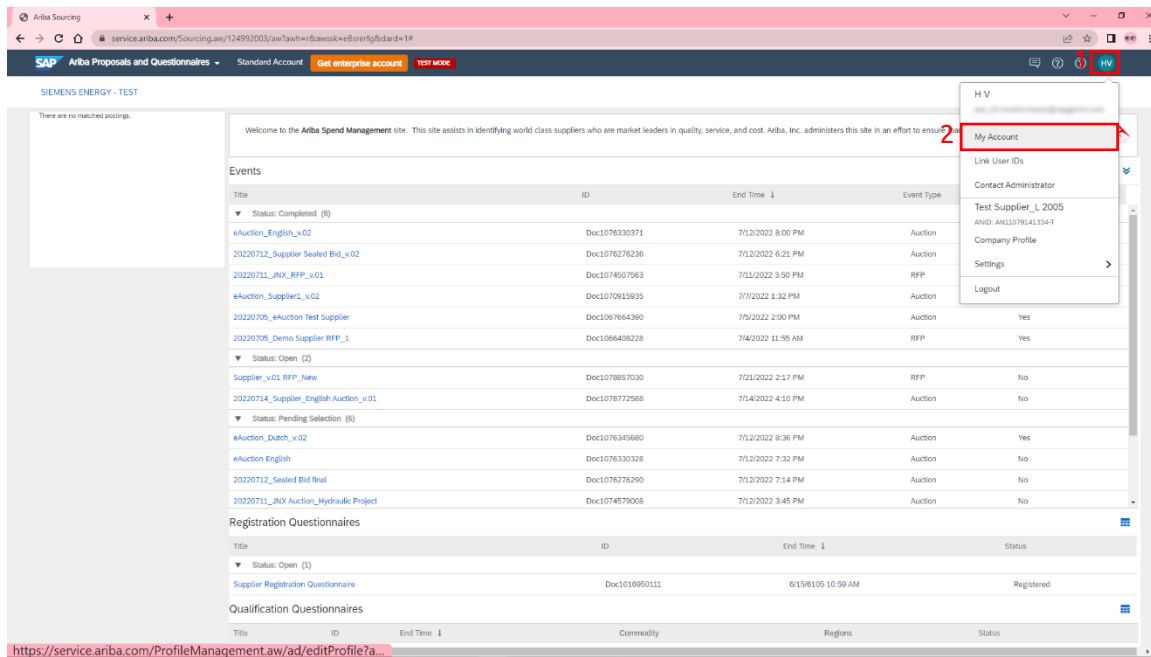 Ariba Sourcing
service.ariba.com/Sourcing.aw/124992003/aw?awh=r&awssk=eBsrerfg&dard=1#
SAP Ariba Proposals and Questionnaires Standard Account Get enterprise account TEST MODE
1 HV
SIEMENS ENERGY - TEST
There are no matched postings.
Welcome to the Ariba Spend Management site. This site assists in identifying world class suppliers who are market leaders in quality, service, and cost. Ariba, Inc. administers this site in an effort to ensure
H V
2 My Account
Link User IDs
Contact Administrator
Test Supplier_L 2005
ANID: AN11079141334-T
Company Profile
Settings
Logout
Events
Title ID End Time ↓ Event Type
Status: Completed (6)
eAuction_English_v.02 Doc1076330371 7/12/2022 8:00 PM Auction
20220712_Supplier Sealed Bid_v.02 Doc1076276236 7/12/2022 6:21 PM Auction
20220711_JNX_RFP_v.01 Doc1074507563 7/11/2022 3:50 PM RFP
eAuction_Supplier1_v.02 Doc1070915935 7/7/2022 1:32 PM Auction
20220705_eAuction Test Supplier Doc1067664390 7/5/2022 2:00 PM Auction Yes
20220705_Demo Supplier RFP_1 Doc1066408228 7/4/2022 11:55 AM RFP Yes
Status: Open (2)
Supplier_v.01 RFP_New Doc1078857030 7/21/2022 2:17 PM RFP No
20220714_Supplier_English Auction_v.01 Doc1078772588 7/14/2022 4:10 PM Auction No
Status: Pending Selection (6)
eAuction_Dutch_v.02 Doc1076345680 7/12/2022 8:36 PM Auction Yes
eAuction English Doc1076330328 7/12/2022 7:32 PM Auction No
20220712_Sealed Bid final Doc1076276290 7/12/2022 7:14 PM Auction No
20220711_JNX Auction_Hydraulic Project Doc1074579008 7/12/2022 3:45 PM Auction No
Registration Questionnaires
Title ID End Time ↓ Status
Status: Open (1)
Supplier Registration Questionnaire Doc1016950111 6/15/6105 10:59 AM Registered
Qualification Questionnaires
Title ID End Time ↓ Commodity Regions Status
https://service.ariba.com/ProfileManagement.aw/ad/editProfile?a...